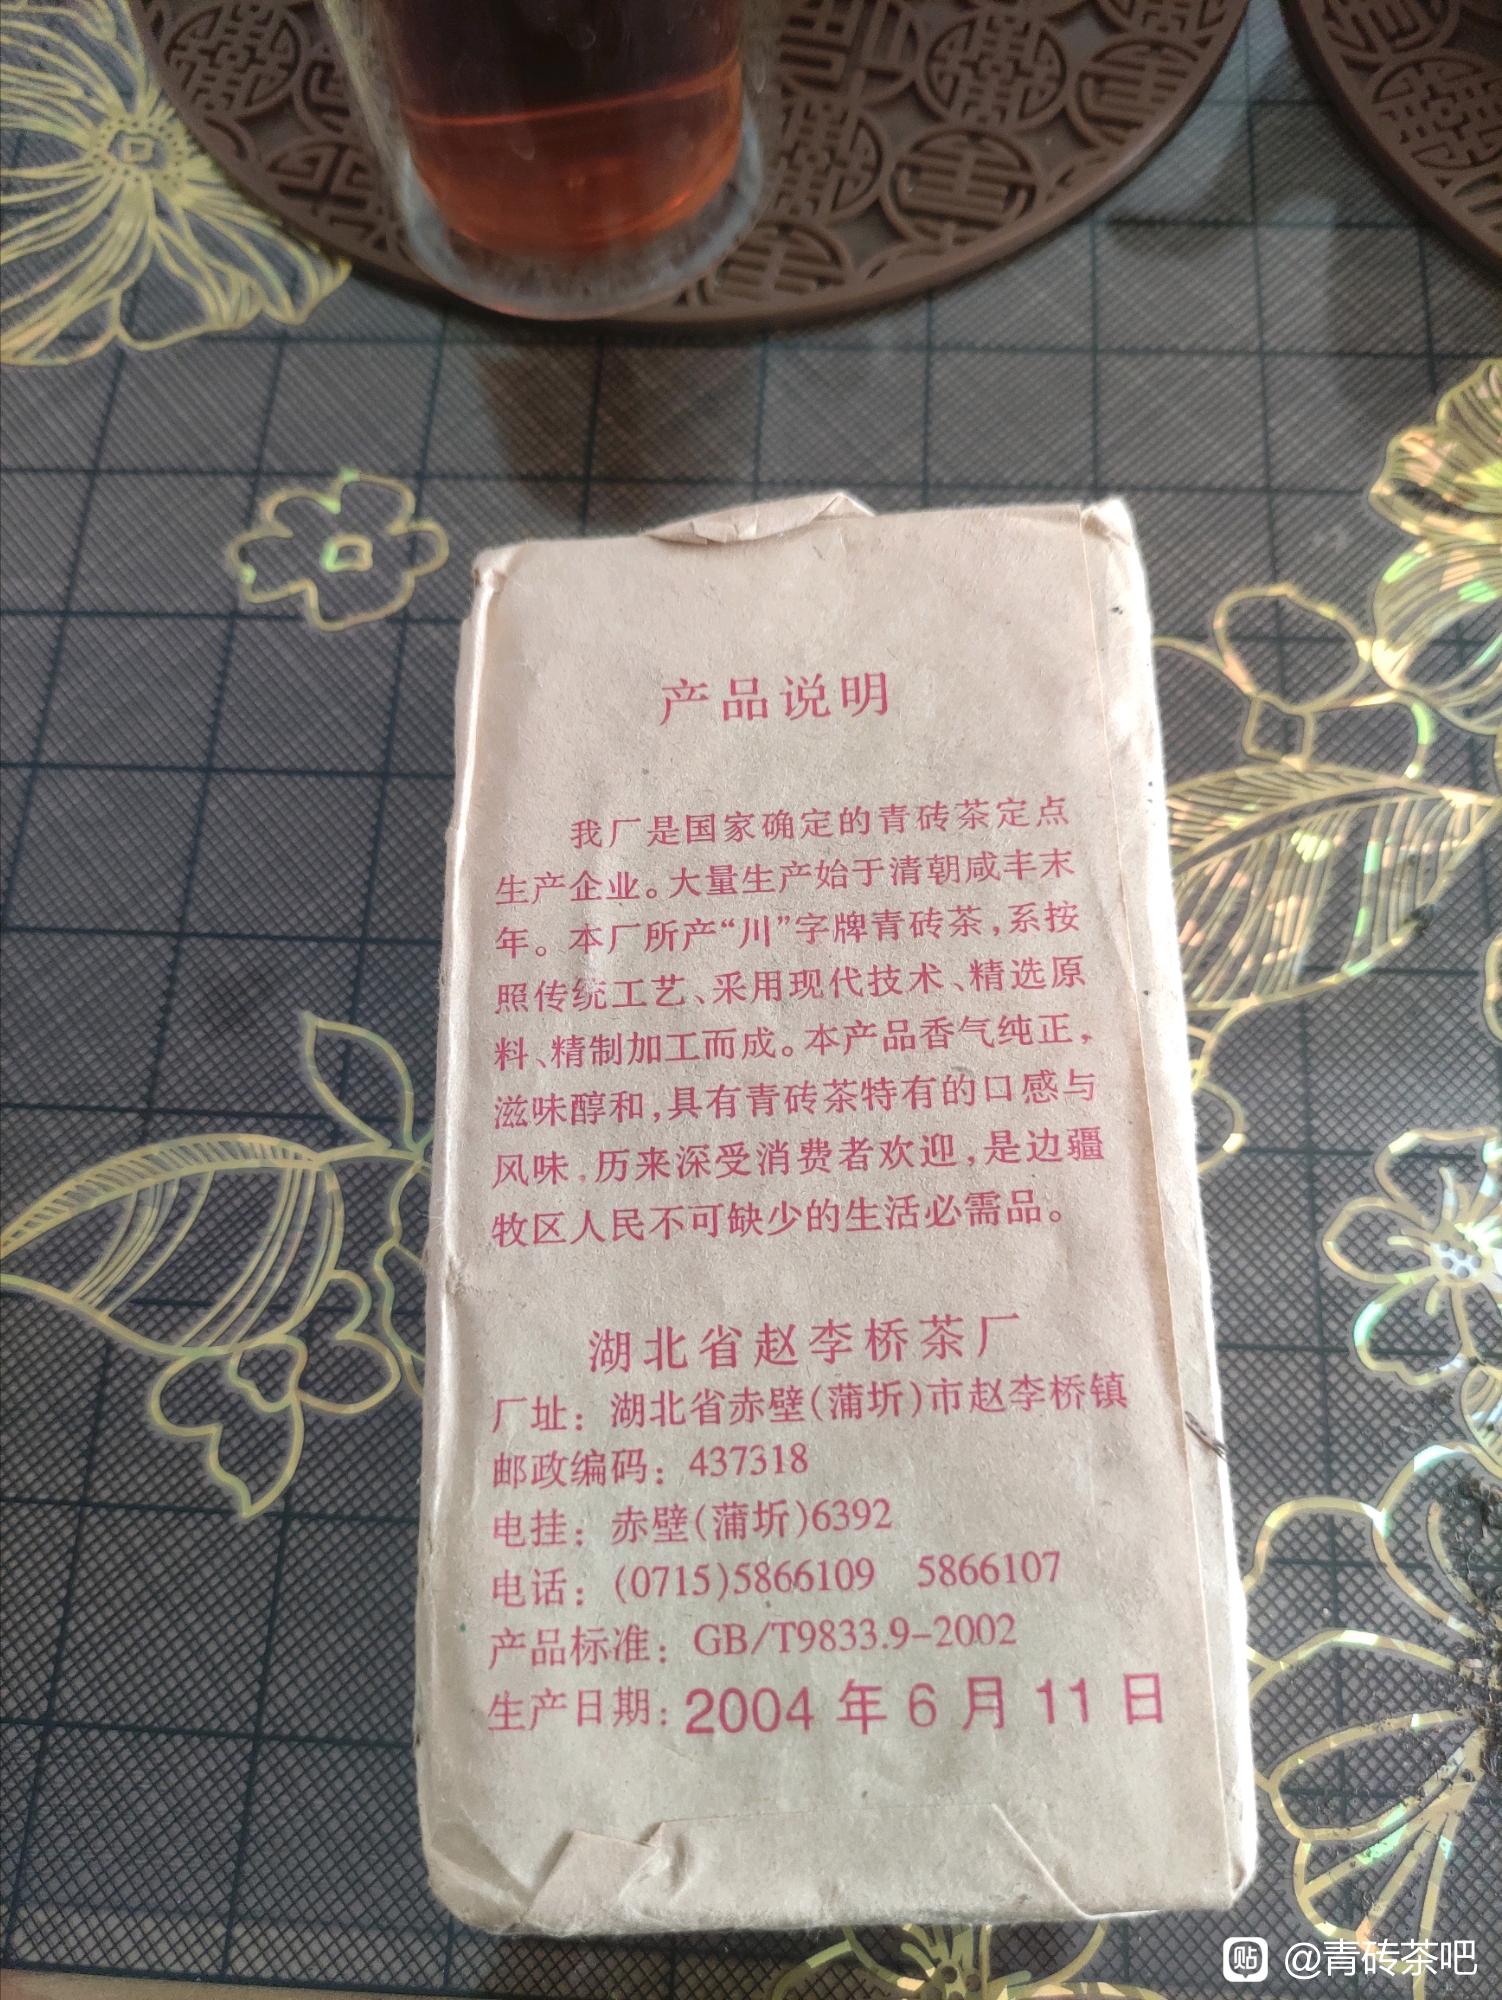 产品说明
我厂是国家确定的青砖茶定点
生产企业。大量生产始于清朝咸丰末
年。本厂所产“川”字牌青砖茶，系按
照传统工艺、采用现代技术、精选原
料、精制加工而成。本产品香气纯正，
滋味醇和，具有青砖茶特有的口感与
风味，历来深受消费者欢迎，是边疆
牧区人民不可缺少的生活必需品。
湖北省赵李桥茶厂
厂址：湖北省赤壁(蒲圻)市赵李桥镇
邮政编码：437318
电挂：赤壁(蒲圻)6392
电话：(0715)5866109 5866107
产品标准：GB/T9833.9-2002
生产日期：2004年6月11日
贴 @青砖茶吧